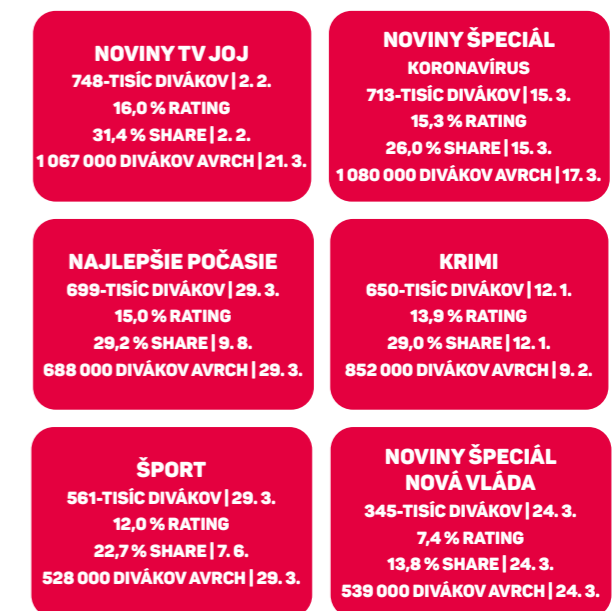 NOVINY TV JOJ
748-TISÍC DIVÁKOV | 2. 2.
16,0 % RATING
31,4 % SHARE | 2. 2.
1 067 000 DIVÁKOV AVRCH | 21. 3.
NOVINY ŠPECIÁL
KORONAVÍRUS
713-TISÍC DIVÁKOV | 15. 3.
15,3 % RATING
26,0 % SHARE | 15. 3.
1 080 000 DIVÁKOV AVRCH | 17. 3.
NAJLEPŠIE POČASIE
699-TISÍC DIVÁKOV | 29. 3.
15,0 % RATING
29,2 % SHARE | 9. 8.
688 000 DIVÁKOV AVRCH | 29. 3.
KRIMI
650-TISÍC DIVÁKOV | 12. 1.
13,9 % RATING
29,0 % SHARE | 12. 1.
852 000 DIVÁKOV AVRCH | 9. 2.
ŠPORT
561-TISÍC DIVÁKOV | 29. 3.
12,0 % RATING
22,7 % SHARE | 7. 6.
528 000 DIVÁKOV AVRCH | 29. 3.
NOVINY ŠPECIÁL
NOVÁ VLÁDA
345-TISÍC DIVÁKOV | 24. 3.
7,4 % RATING
13,8 % SHARE | 24. 3.
539 000 DIVÁKOV AVRCH | 24. 3.